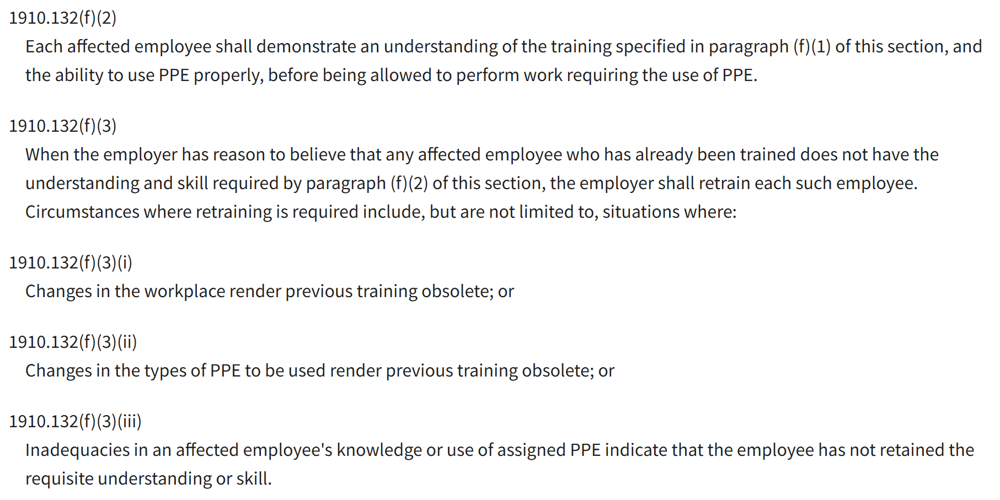 1910.132(f)(2)
Each affected employee shall demonstrate an understanding of the training specified in paragraph (f)(1) of this section, and
the ability to use PPE properly, before being allowed to perform work requiring the use of PPE.
1910.132(f)(3)
When the employer has reason to believe that any affected employee who has already been trained does not have the
understanding and skill required by paragraph (f)(2) of this section, the employer shall retrain each such employee.
Circumstances where retraining is required include, but are not limited to, situations where:
1910.132(f)(3)(i)
Changes in the workplace render previous training obsolete; or
1910.132(f)(3)(ii)
Changes in the types of PPE to be used render previous training obsolete; or
1910.132(f)(3)(iii)
Inadequacies in an affected employee's knowledge or use of assigned PPE indicate that the employee has not retained the
requisite understanding or skill.